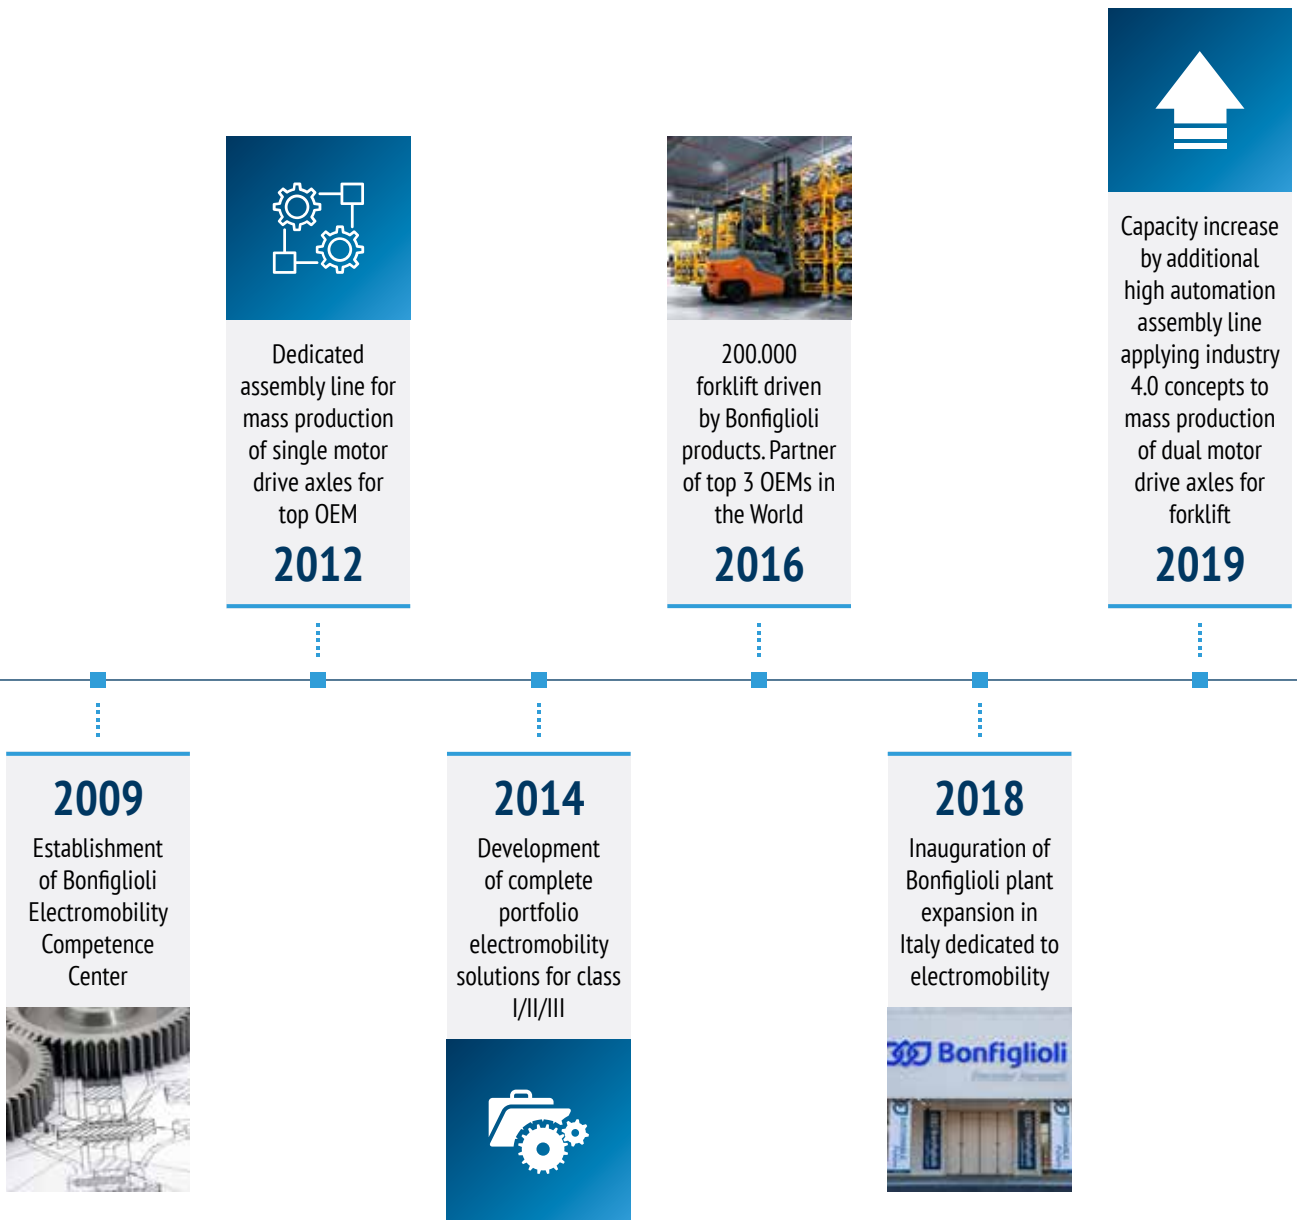 2009
Establishment
of Bonfiglioli
Electromobility
Competence
Center
Dedicated
assembly line for
mass production
of single motor
drive axles for
top OEM
2012
2014
Development
of complete
portfolio
electromobility
solutions for class
I/II/III
200.000
forklift driven
by Bonfiglioli
products. Partner
of top 3 OEMs in
the World
2016
2018
Inauguration of
Bonfiglioli plant
expansion in
Italy dedicated to
electromobility
Bonfiglioli
Capacity increase
by additional
high automation
assembly line
applying industry
4.0 concepts to
mass production
of dual motor
drive axles for
forklift
2019